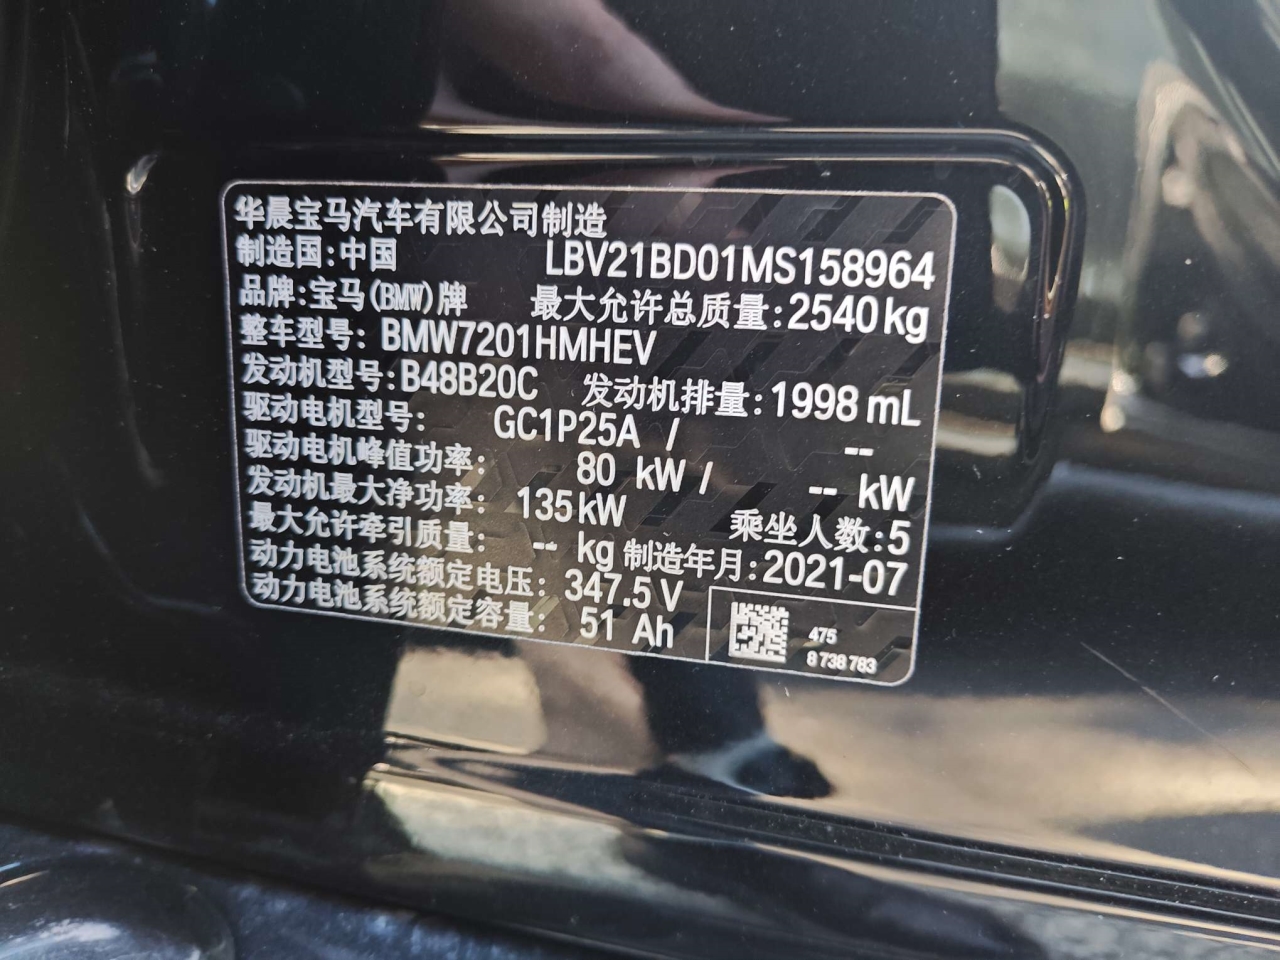 华晨宝马汽车有限公司制造
制造国:中国 LBV21BD01MS158964
品牌:宝马(BMW)牌 最大允许总质量:2540kg
整车型号: BMW7201HMHEV
发动机型号:B48B20C 发动机排量:1998 mL
驱动电机型号: GC1P25A / --
驱动电机峰值功率: 80 kW / -- kW
发动机最大净功率: 135kW 乘坐人数:5
最大允许牵引质量: -- kg 制造年月:2021-07
动力电池系统额定电压: 347.5 V
动力电池系统额定容量: 51 Ah
475
8 738 783